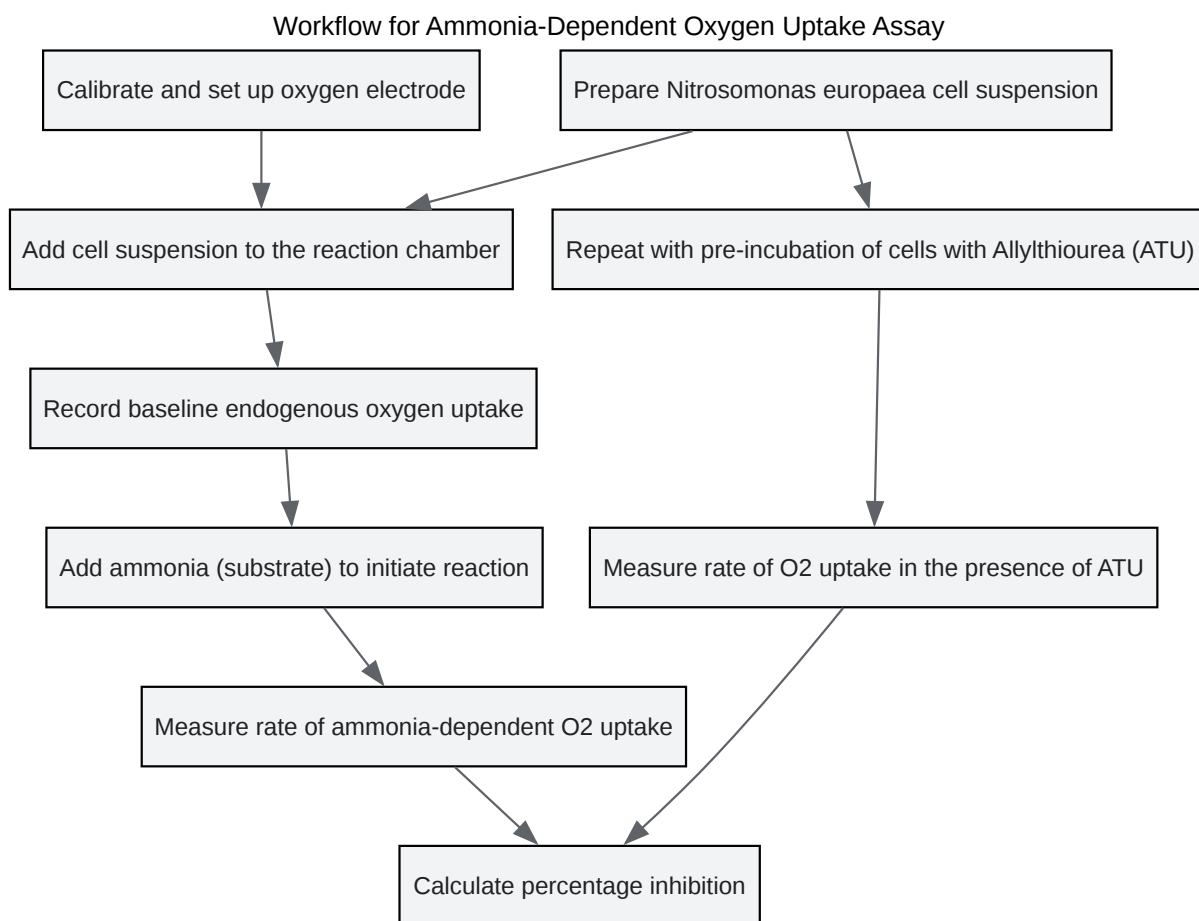 Workflow for Ammonia-Dependent Oxygen Uptake Assay
Calibrate and set up oxygen electrode
Prepare Nitrosomonas europaea cell suspension
Add cell suspension to the reaction chamber
Repeat with pre-incubation of cells with Allylthiourea (ATU)
Record baseline endogenous oxygen uptake
Add ammonia (substrate) to initiate reaction
Measure rate of O2 uptake in the presence of ATU
Measure rate of ammonia-dependent O2 uptake
Calculate percentage inhibition